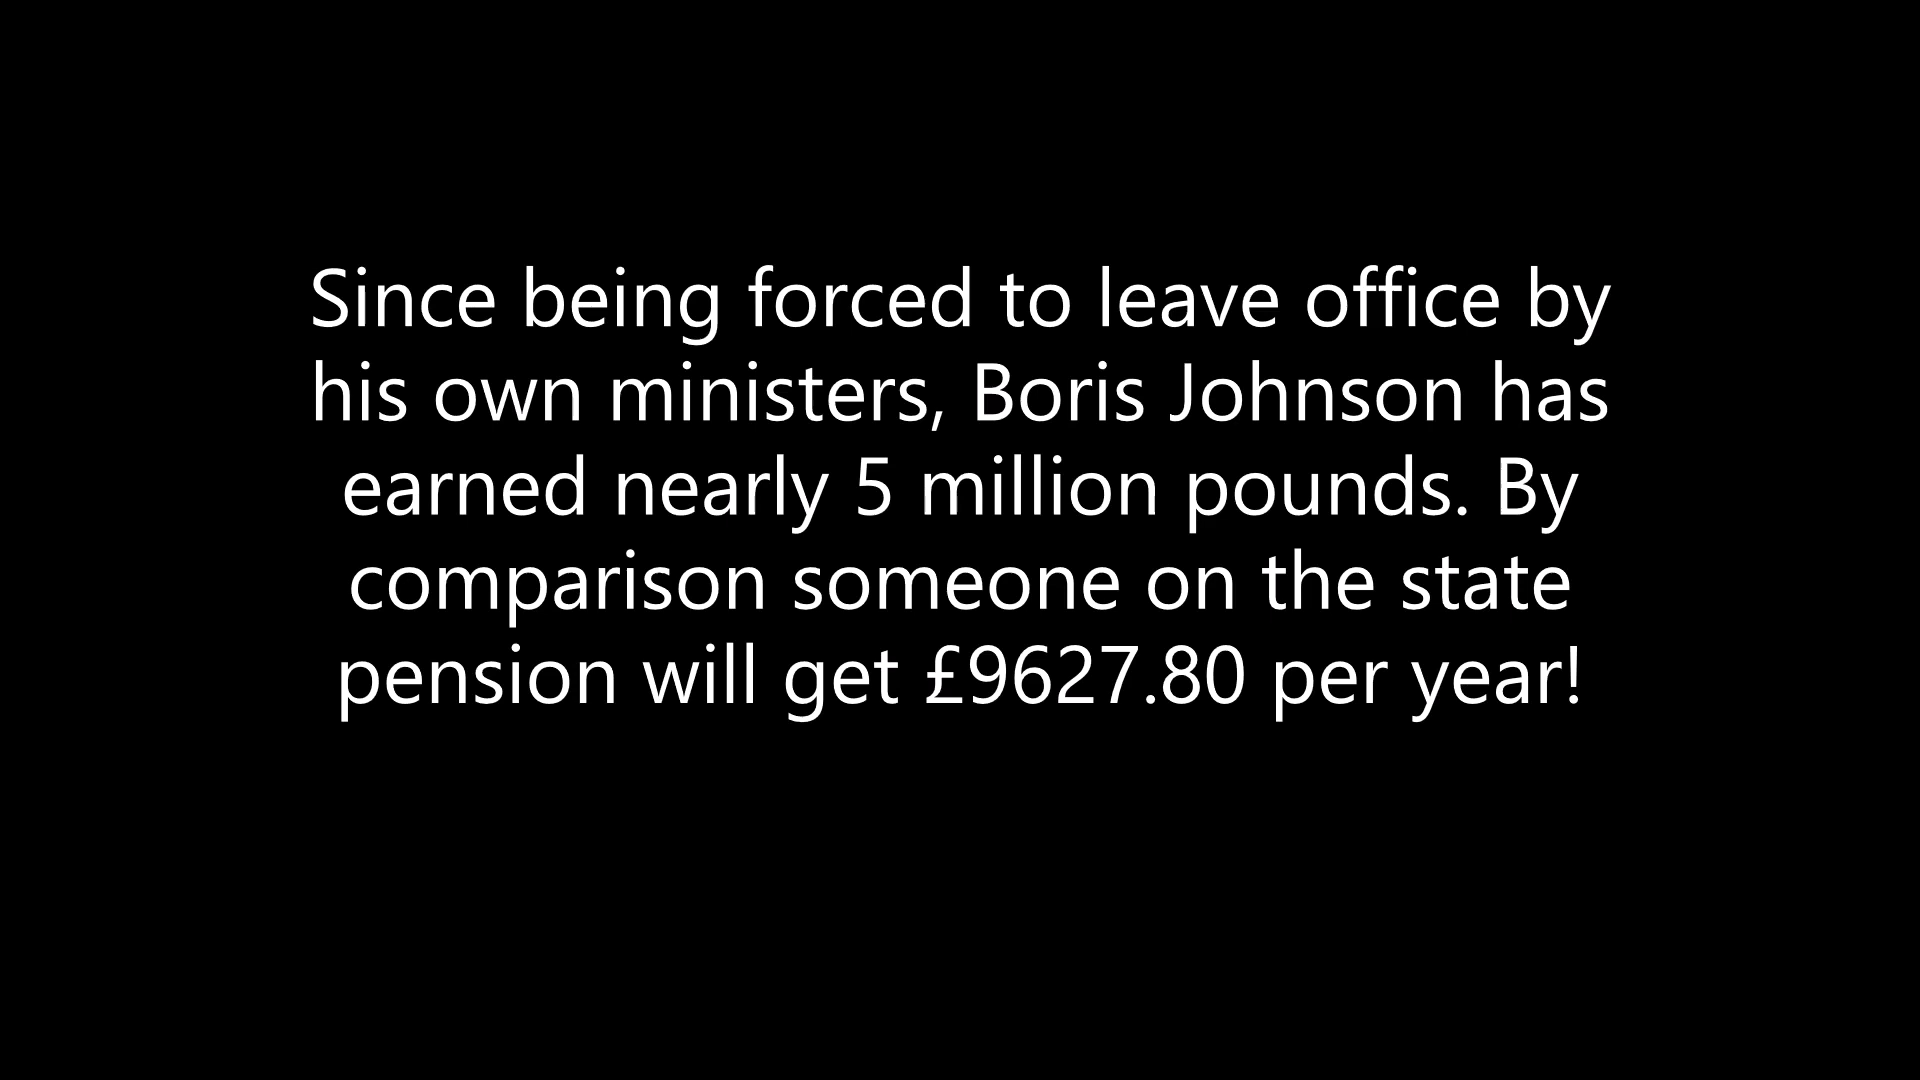 Since being forced to leave office by
his own ministers, Boris Johnson has
earned nearly 5 million pounds. By
comparison someone on the state
pension will get £9627.80 per year!